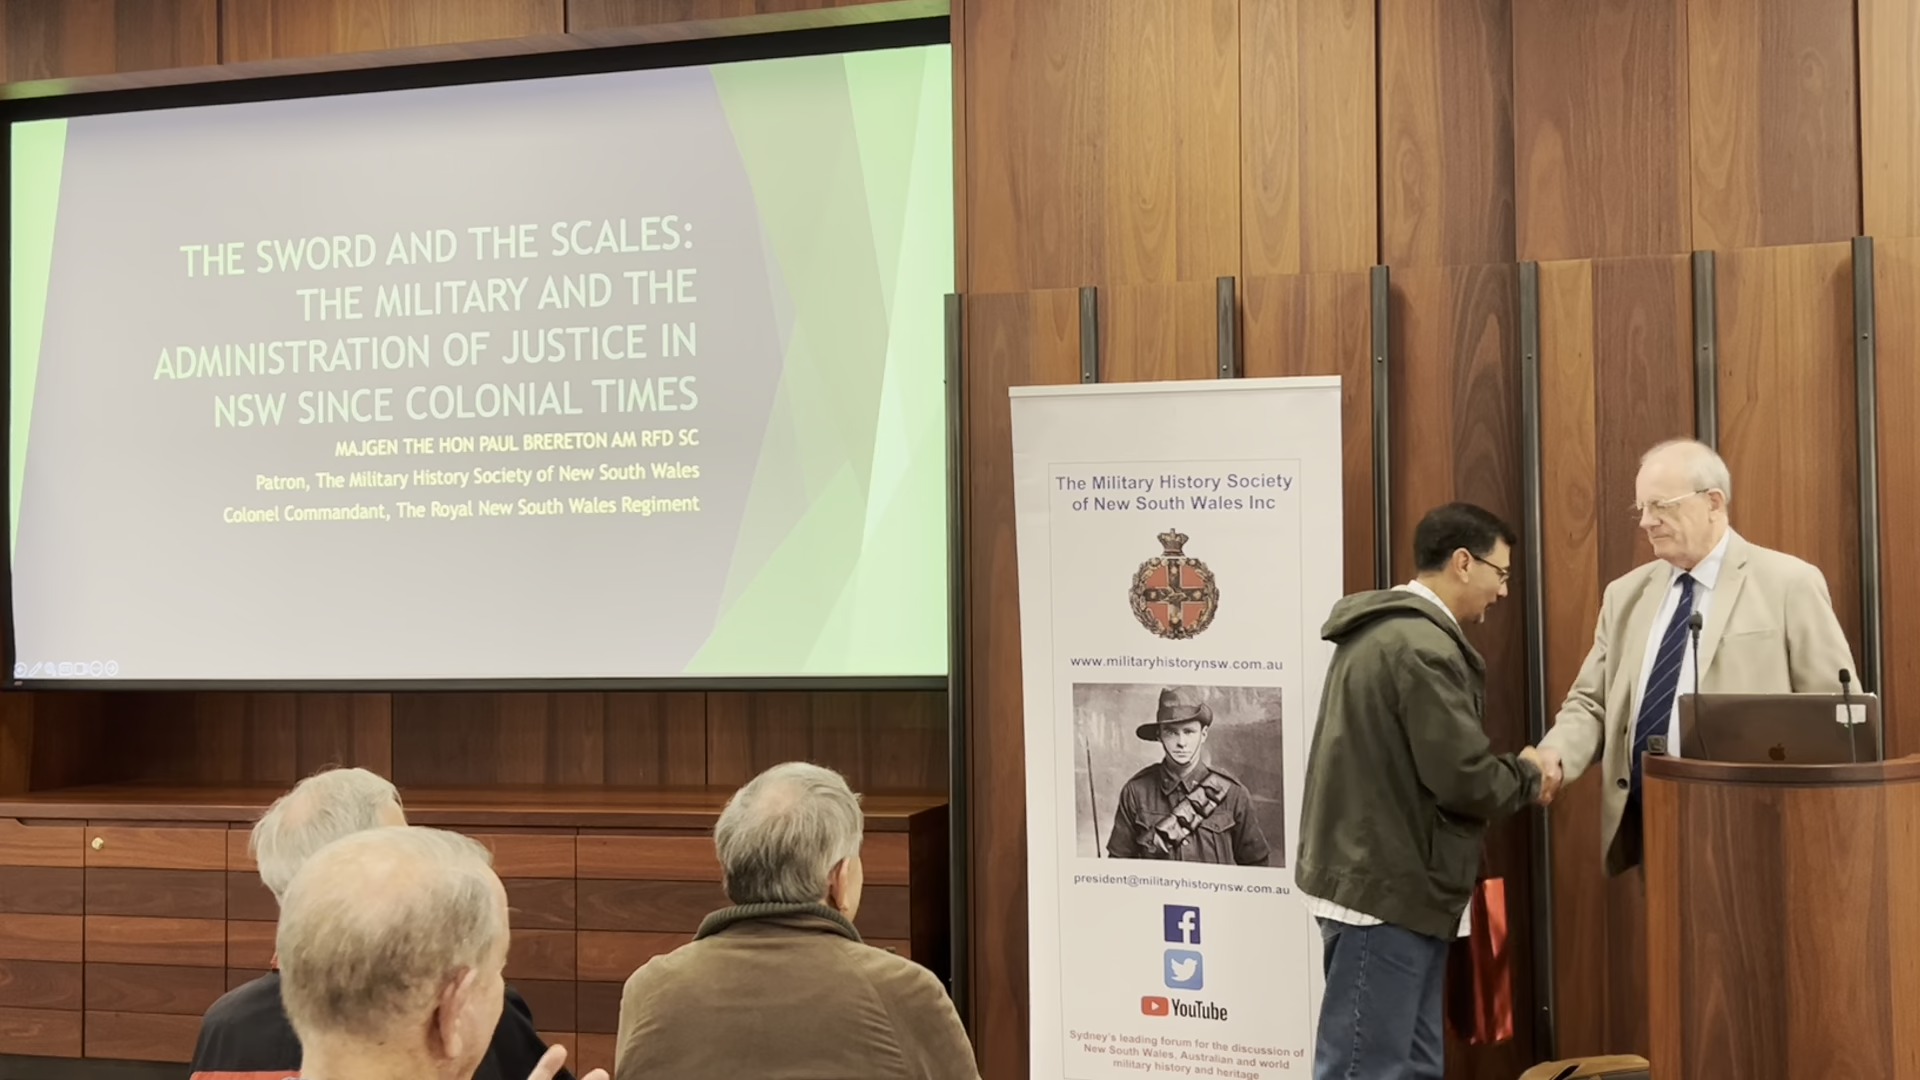 THE SWORD AND THE SCALES:
THE MILITARY AND THE
ADMINISTRATION OF JUSTICE IN
NSW SINCE COLONIAL TIMES
MAJGEN THE HON PAUL BRERETON AM RFD SC
Patron, The Military History Society of New South Wales
Colonel Commandant, The Royal New South Wales Regiment
The Military History Society
of New South Wales Inc
www.militaryhistorynsw.com.au
president@militaryhistorynsw.com.au
YouTube
Sydney's leading forum for the discussion of
New South Wales, Australian and world
military history and heritage